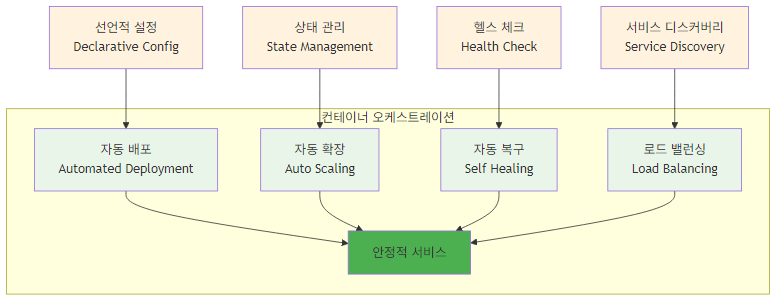 선언적 설정
Declarative Config
상태 관리
State Management
헬스 체크
Health Check
서비스 디스커버리
Service Discovery
컨테이너 오케스트레이션
자동 배포
Automated Deployment
자동 확장
Auto Scaling
자동 복구
Self Healing
로드 밸런싱
Load Balancing
안정적 서비스